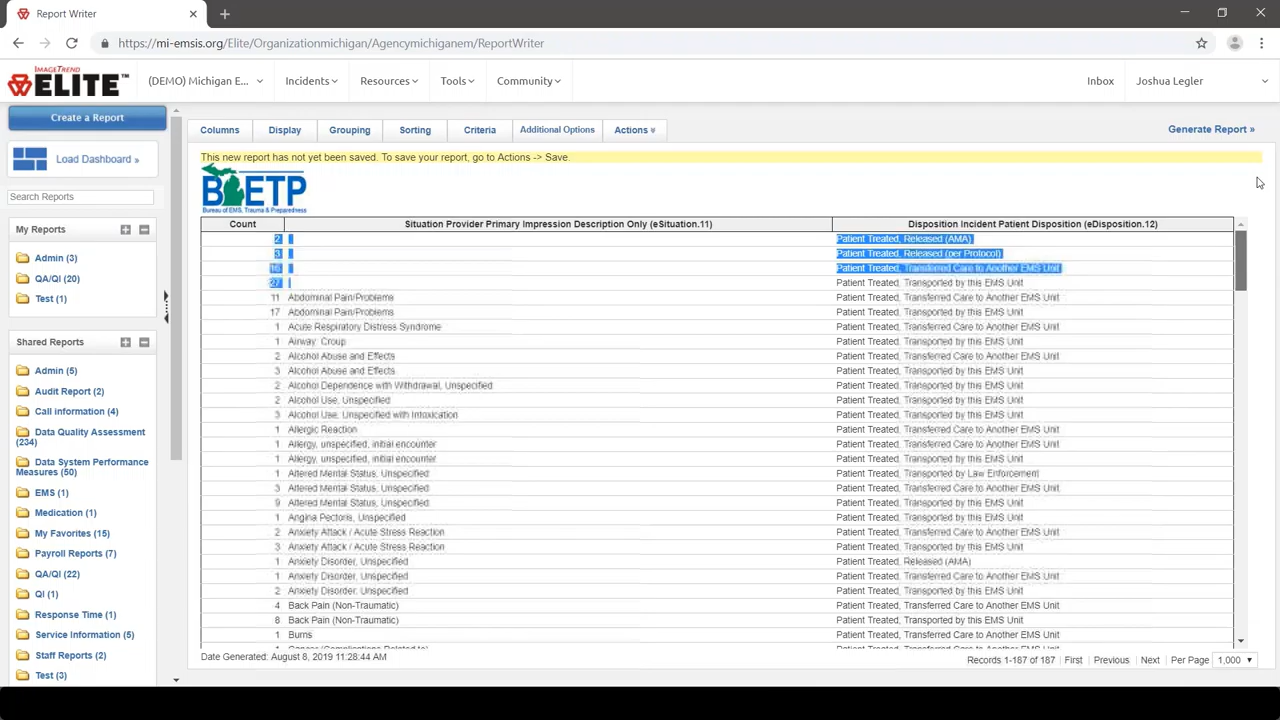 Report Writer
https://mi-emsis.org/Elite/Organizationmichigan/Agencymichiganem/ReportWriter
IMAGETREND
ELITE™
(DEMO) Michigan E...
Incidents
Resources
Tools
Community
Inbox
Joshua Legler
Create a Report
Load Dashboard »
Search Reports
My Reports
Admin (3)
QA/QI (20)
Test (1)
Shared Reports
Admin (5)
Audit Report (2)
Call information (4)
Data Quality Assessment
(234)
Data System Performance
Measures (50)
EMS (1)
Medication (1)
My Favorites (15)
Payroll Reports (7)
QA/QI (22)
QI (1)
Response Time (1)
Service Information (5)
Staff Reports (2)
Test (3)
Columns
Display
Grouping
Sorting
Criteria
Additional Options
Actions
Generate Report »
This new report has not yet been saved. To save your report, go to Actions -> Save.
BETP
Bureau of EMS, Trauma & Preparedness
Count Situation Provider Primary Impression Description Only (eSituation.11) Disposition Incident Patient Disposition (eDisposition.12)
2 Patient Treated, Released (AMA)
3 Patient Treated, Released (per Protocol)
Patient Treated, Transferred Care to Another EMS Unit
27 Patient Treated, Transported by this EMS Unit
11 Abdominal Pain/Problems Patient Treated, Transferred Care to Another EMS Unit
17 Abdominal Pain/Problems Patient Treated, Transported by this EMS Unit
1 Acute Respiratory Distress Syndrome Patient Treated, Transferred Care to Another EMS Unit
1 Airway: Croup Patient Treated, Transported by this EMS Unit
2 Alcohol Abuse and Effects Patient Treated, Transferred Care to Another EMS Unit
3 Alcohol Abuse and Effects Patient Treated, Transported by this EMS Unit
2 Alcohol Dependence with Withdrawal, Unspecified Patient Treated, Transported by this EMS Unit
2 Alcohol Use, Unspecified Patient Treated, Transported by this EMS Unit
3 Alcohol Use, Unspecified with Intoxication Patient Treated, Transported by this EMS Unit
1 Allergic Reaction Patient Treated, Transferred Care to Another EMS Unit
1 Allergy, unspecified, initial encounter Patient Treated, Transferred Care to Another EMS Unit
1 Allergy, unspecified, initial encounter Patient Treated, Transported by this EMS Unit
1 Altered Mental Status, Unspecified Patient Treated, Transported by Law Enforcement
3 Altered Mental Status, Unspecified Patient Treated, Transferred Care to Another EMS Unit
9 Altered Mental Status, Unspecified Patient Treated, Transported by this EMS Unit
1 Angina Pectoris, Unspecified Patient Treated, Transported by this EMS Unit
2 Anxiety Attack / Acute Stress Reaction Patient Treated, Transferred Care to Another EMS Unit
3 Anxiety Attack / Acute Stress Reaction Patient Treated, Transported by this EMS Unit
1 Anxiety Disorder, Unspecified Patient Treated, Released (AMA)
1 Anxiety Disorder, Unspecified Patient Treated, Transferred Care to Another EMS Unit
2 Anxiety Disorder, Unspecified Patient Treated, Transported by this EMS Unit
4 Back Pain (Non-Traumatic) Patient Treated, Transferred Care to Another EMS Unit
8 Back Pain (Non-Traumatic) Patient Treated, Transported by this EMS Unit
1 Burns Patient Treated, Transferred Care to Another EMS Unit
Date Generated: August 8, 2019 11:28:44 AM
Records 1-187 of 187 First Previous Next Per Page 1,000